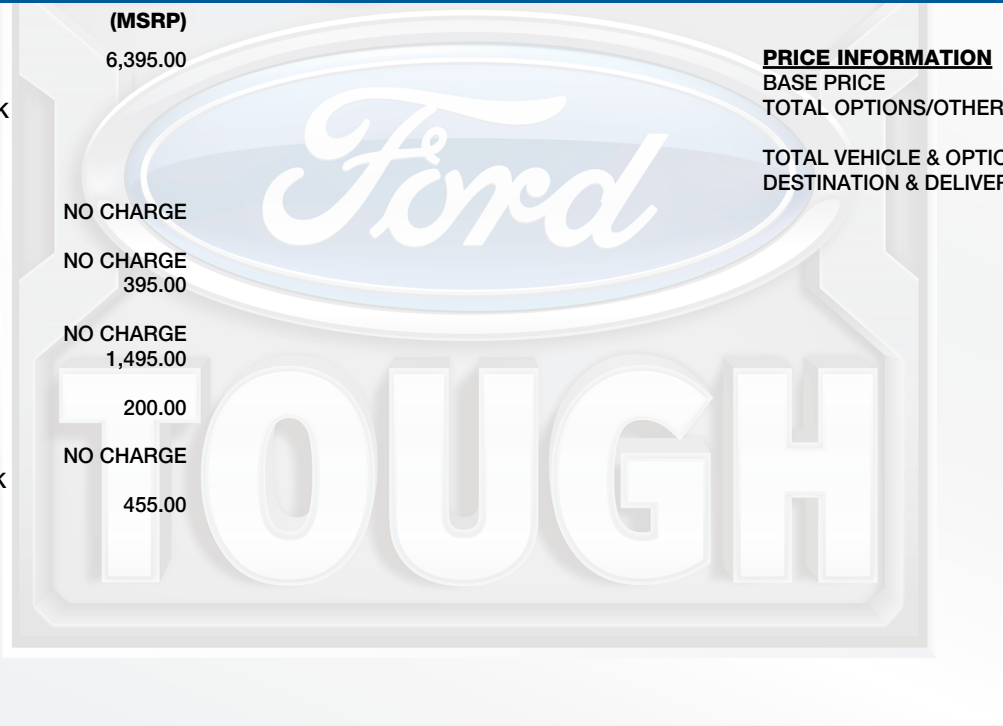 (MSRP)
6,395.00
K
NO CHARGE
NO CHARGE
395.00
NO CHARGE
1,495.00
200.00
NO CHARGE
K
455.00
PRICE INFORMATION
BASE PRICE
TOTAL OPTIONS/OTHER
TOTAL VEHICLE & OPTIO
DESTINATION & DELIVER
Ford
TOUGH